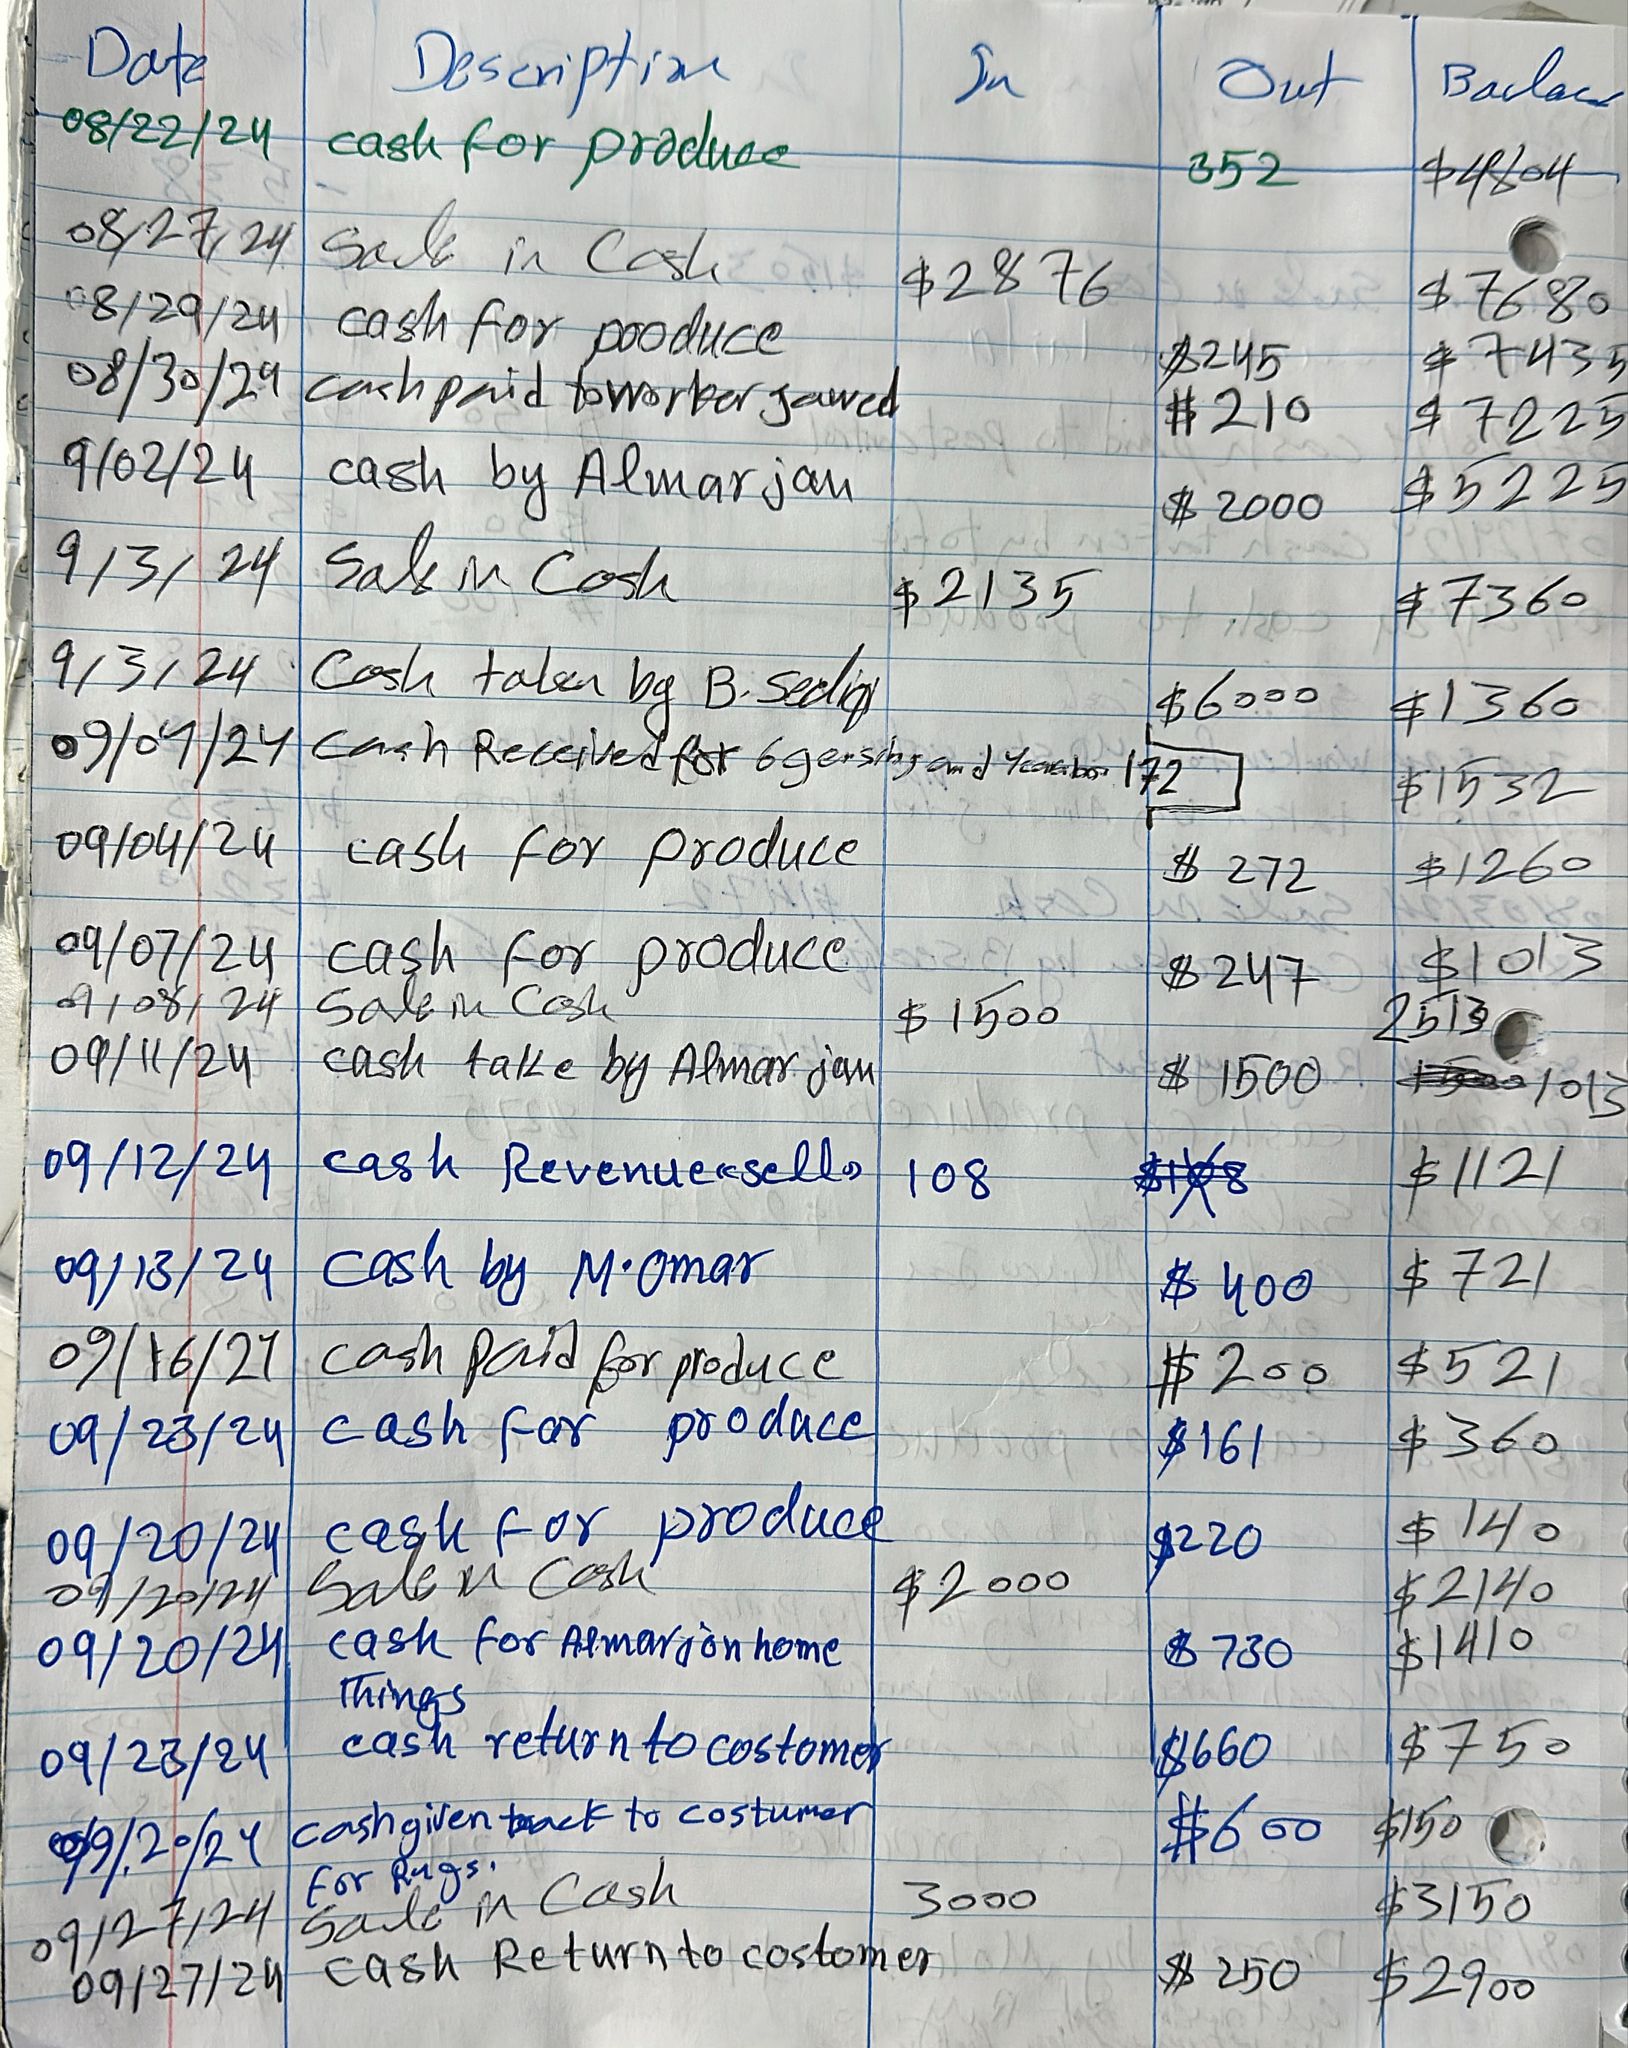 Date Description In Out Baclace
08/22/24 cash for produce 352 $4804
08/27/24 Sale in Cash $2876 $7680
08/29/24 cash for pooduce $245 $7435
08/30/24 cash paid to worker jawed $210 $7225
9/02/24 cash by Almarjan $2000 $5225
9/3/24 Sale in Cash $2135 $7360
9/3/24 Cash taken by B. Sediqi $6000 $1360
09/04/24 Cash Received for 6 and 172 $1532
09/04/24 cash for produce $272 $1260
09/07/24 cash for produce $247 $1013
09/08/24 Sale in Cash $1500 2513
09/11/24 cash take by Almarjan $1500 1013
09/12/24 cash Revenue «sell» 108 $108 $1121
09/13/24 cash by M.omar $400 $721
09/16/24 cash paid for produce $200 $521
09/23/24 cash for produce $161 $360
09/20/24 cash for produce $220 $140
09/20/24 Sale in Cash $2000 $2140
09/20/24 cash for Almarjan home $730 $1410
Things
09/23/24 cash return to costomer $660 $750
09/20/24 cash given back to costumer $600 $150
for Rugs.
09/27/24 Sale in Cash 3000 $3150
09/27/24 cash Return to costomer $250 $2900